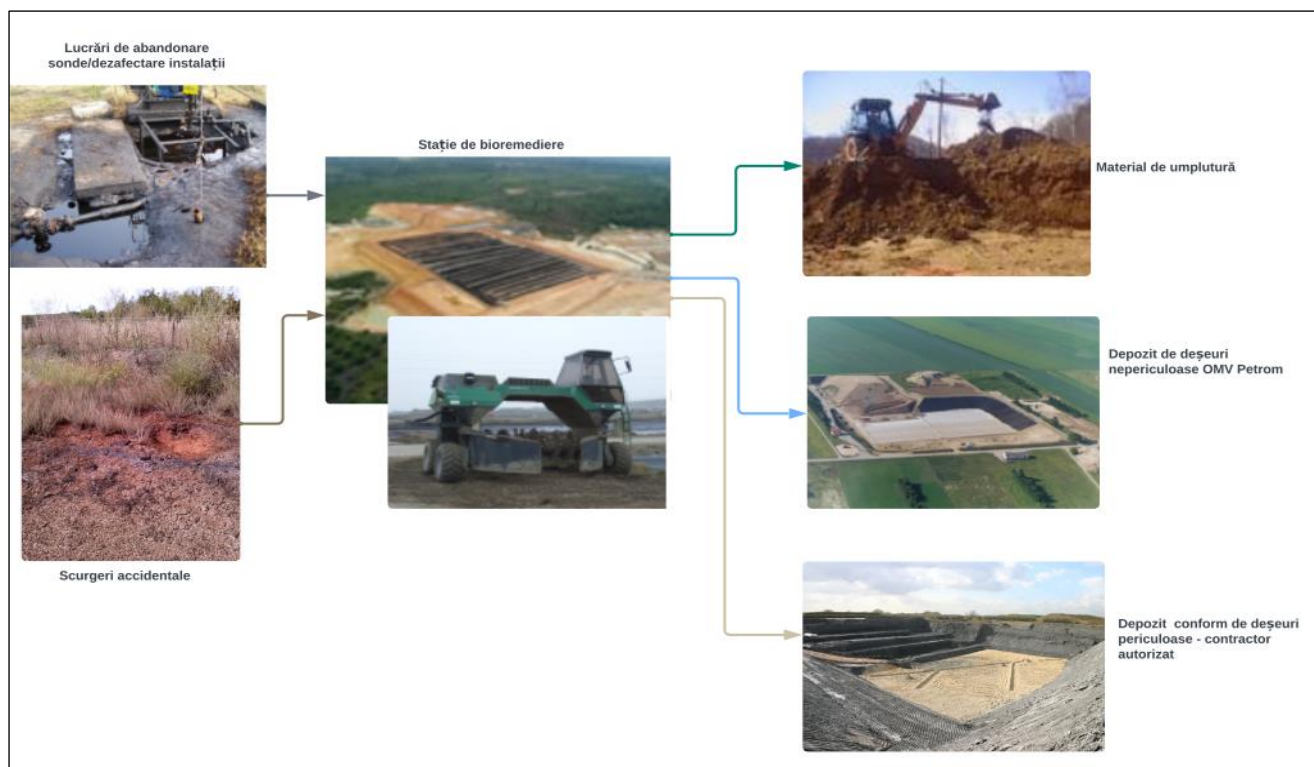 Lucrări de abandonare
sonde/dezafectare instalații
Stație de bioremediere
Material de umplutură
Depozit de deșeuri
nepericuloase OMV Petrom
Scurgeri accidentale
Depozit conform de deșeuri
periculoase - contractor
autorizat